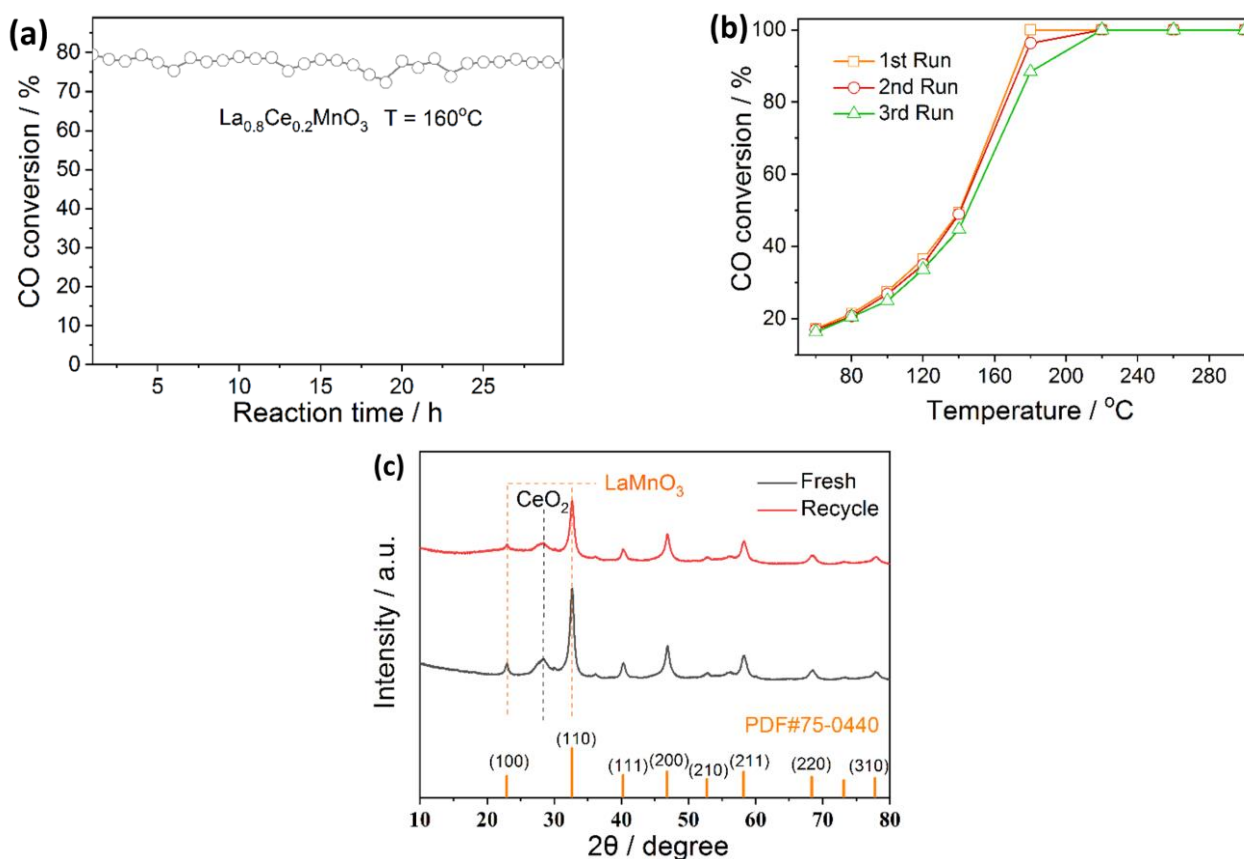 (a)
80
70
60
50
40
30
20
10
0
CO conversion / %
La0.8Ce0.2MnO3 T = 160°C
5
10
15
20
25
Reaction time / h
(b)
100
80
60
40
20
CO conversion / %
1st Run
2nd Run
3rd Run
80
120
160
200
240
280
Temperature / °C
(c)
Intensity / a.u.
LaMnO3
CeO2
Fresh
Recycle
PDF#75-0440
(100)
(110)
(111)
(200)
(210)
(211)
(220)
(310)
10
20
30
40
50
60
70
80
2θ / degree